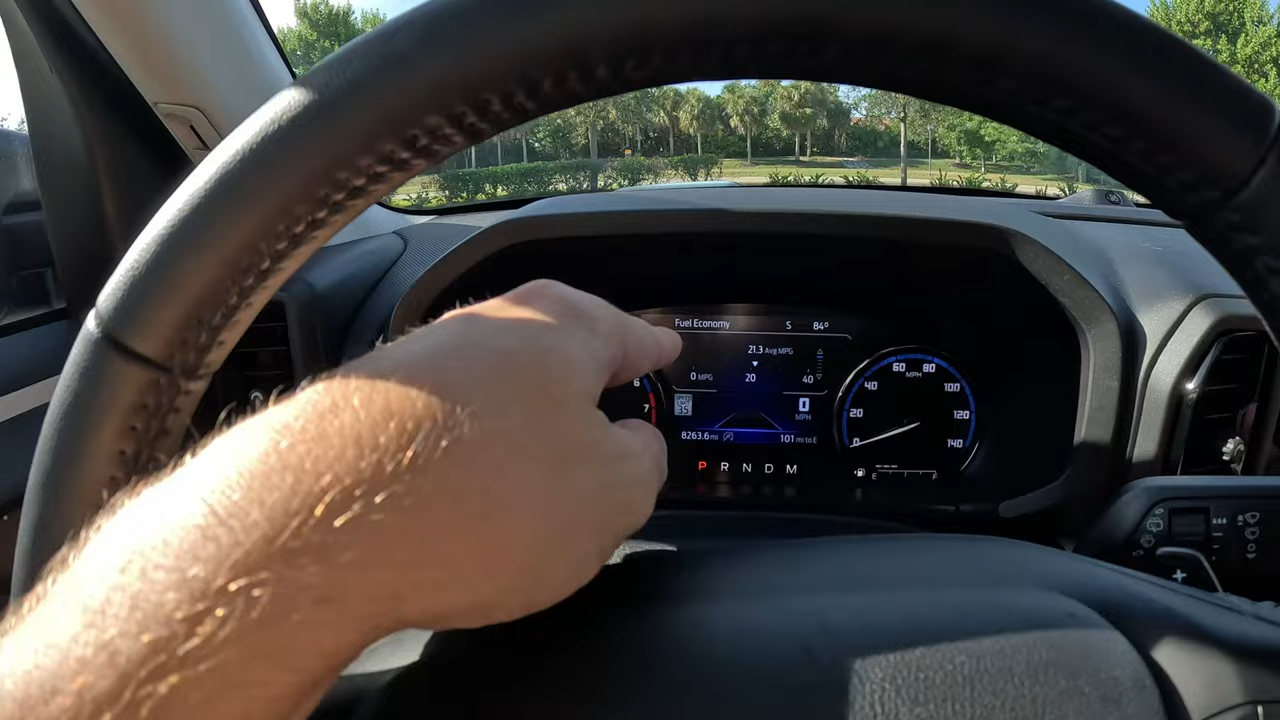 Fuel Economy S 84°
21.3 Avg MPG
0 MPG 20 40
SPEED LIMIT 35
0 MPH
8263.6 mi 101 mi to E
P R N D M
6
7
0 20 40 60 80 100 120 140
MPH
E F